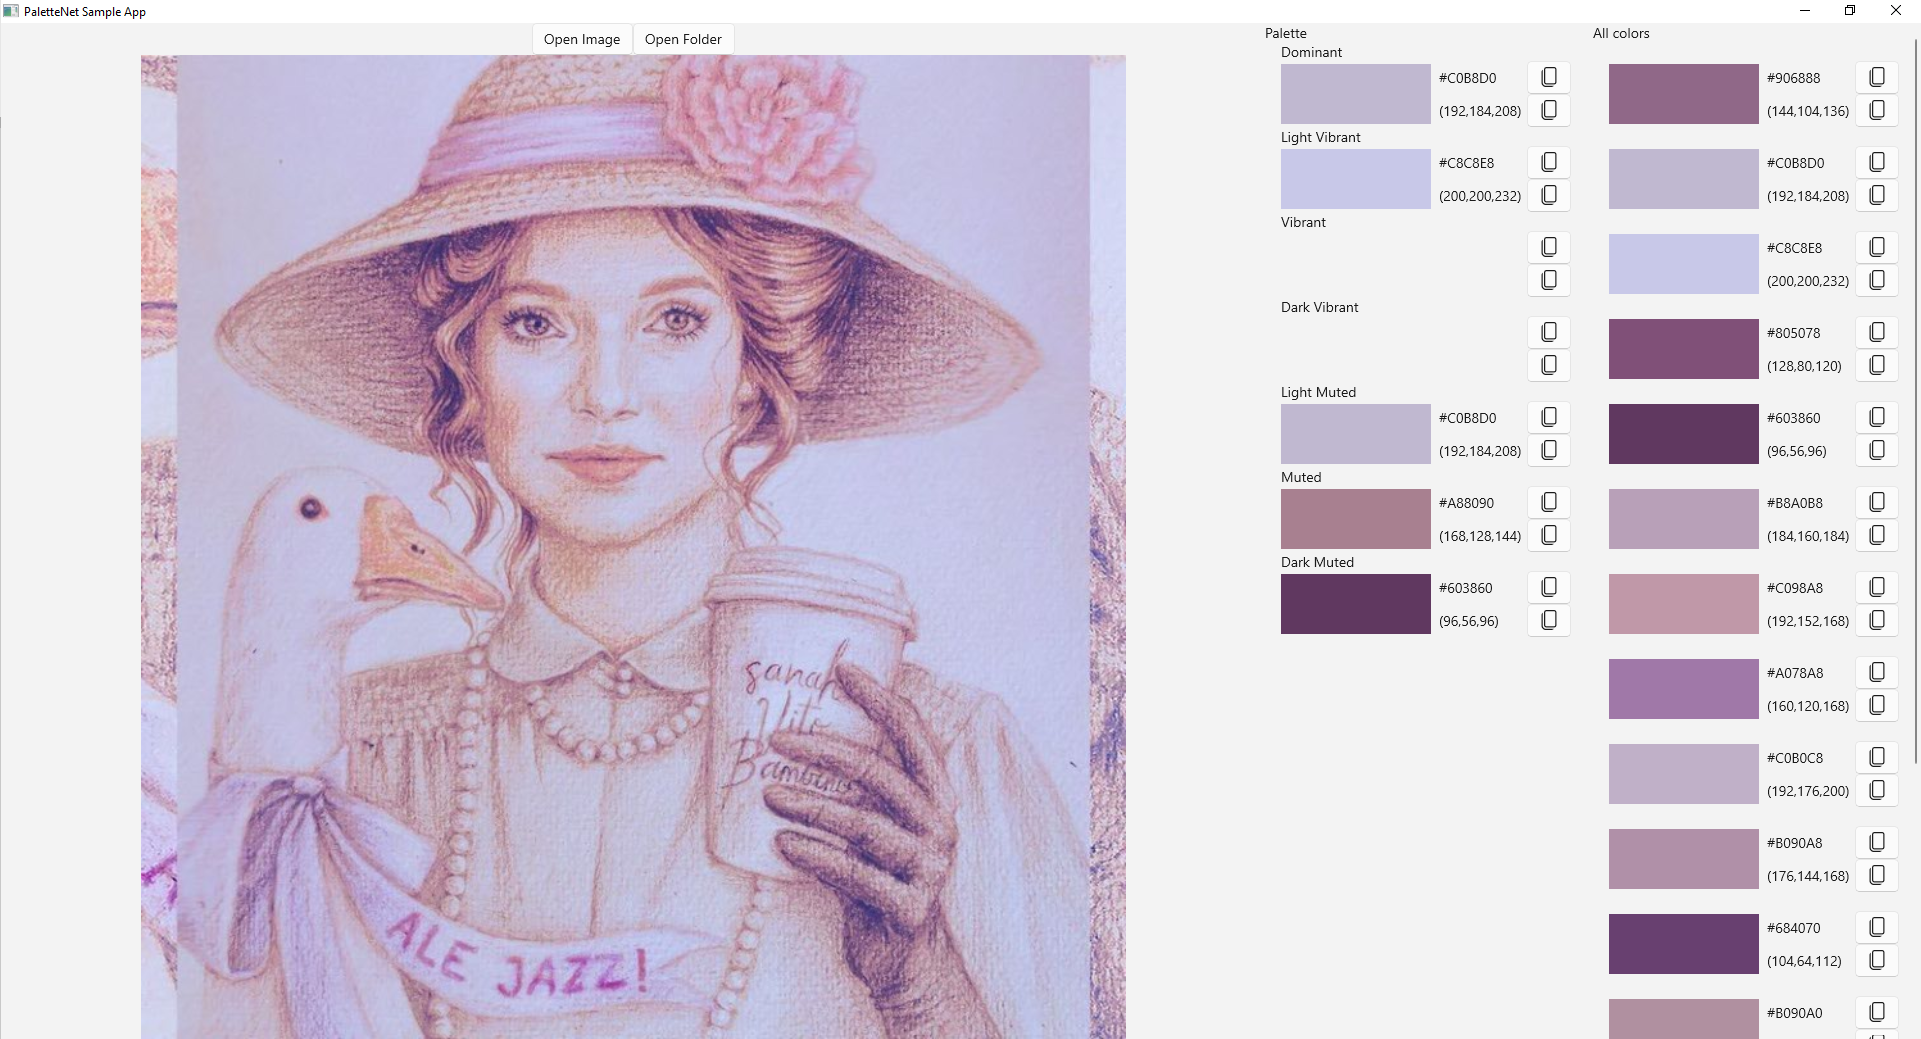 PaletteNet Sample App
Open Image
Open Folder
sanah
Vito
Bambino
ALE JAZZ!
Palette
Dominant
#C0B8D0
(192,184,208)
Light Vibrant
#C8C8E8
(200,200,232)
Vibrant
Dark Vibrant
Light Muted
#C0B8D0
(192,184,208)
Muted
#A88090
(168,128,144)
Dark Muted
#603860
(96,56,96)
All colors
#906888
(144,104,136)
#C0B8D0
(192,184,208)
#C8C8E8
(200,200,232)
#805078
(128,80,120)
#603860
(96,56,96)
#B8A0B8
(184,160,184)
#C098A8
(192,152,168)
#A078A8
(160,120,168)
#C0B0C8
(192,176,200)
#B090A8
(176,144,168)
#684070
(104,64,112)
#B090A0